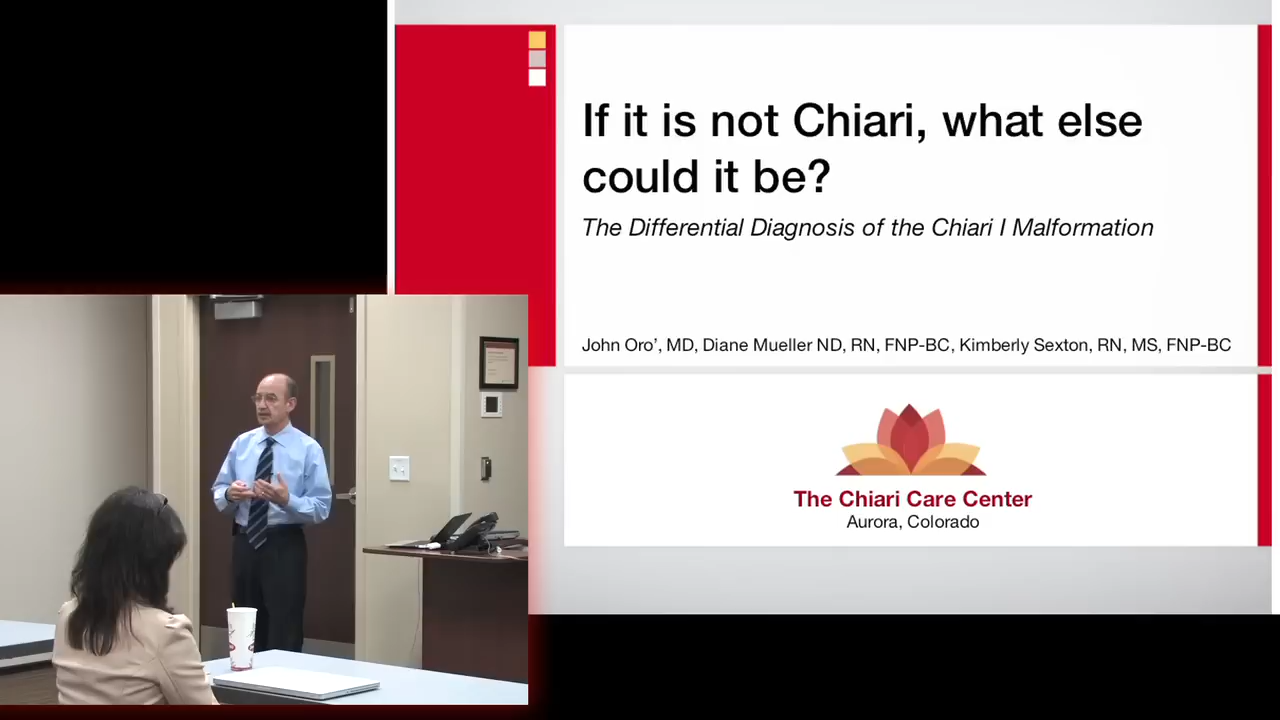 If it is not Chiari, what else
could it be?
The Differential Diagnosis of the Chiari I Malformation
John Oro’, MD, Diane Mueller ND, RN, FNP-BC, Kimberly Sexton, RN, MS, FNP-BC
The Chiari Care Center
Aurora, Colorado